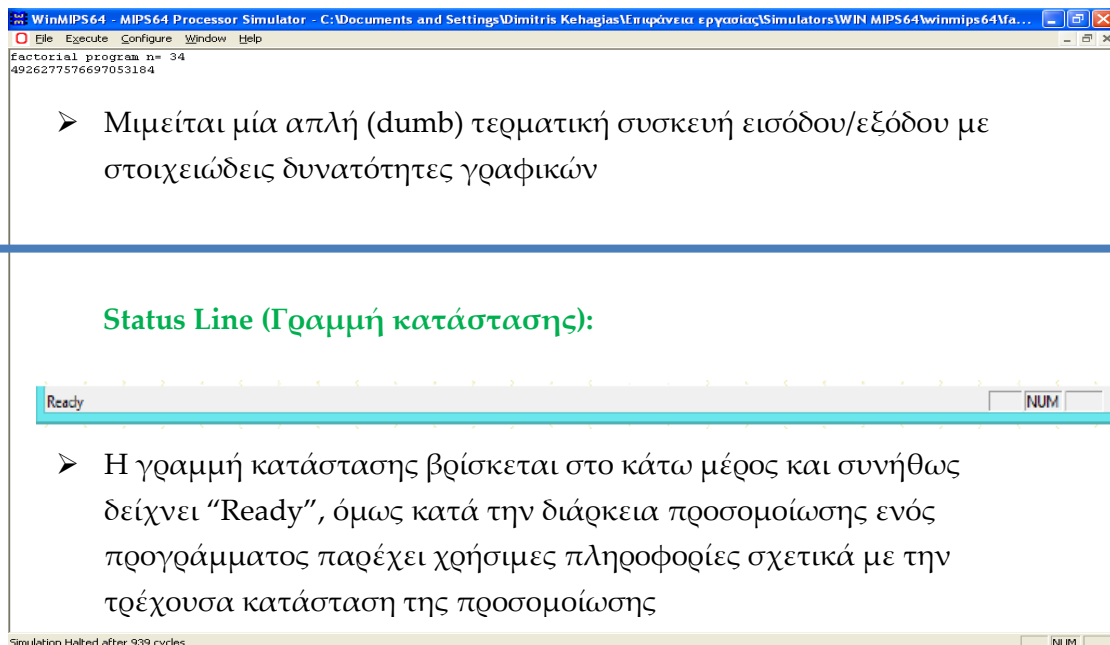 WinMIPS64 - MIPS64 Processor Simulator - C:\Documents and Settings\Dimitris Kehagias\Επιφάνεια εργασίας\Simulators\WIN MIPS64\winmips64\fa...
File Execute Configure Window Help
factorial program n= 34
4926277576697053184
➤ Μιμείται μία απλή (dumb) τερματική συσκευή εισόδου/εξόδου με
στοιχειώδεις δυνατότητες γραφικών
Status Line (Γραμμή κατάστασης):
Ready NUM
➤ Η γραμμή κατάστασης βρίσκεται στο κάτω μέρος και συνήθως
δείχνει “Ready”, όμως κατά την διάρκεια προσομοίωσης ενός
προγράμματος παρέχει χρήσιμες πληροφορίες σχετικά με την
τρέχουσα κατάσταση της προσομοίωσης
Simulation Halted after 939 cycles NUM